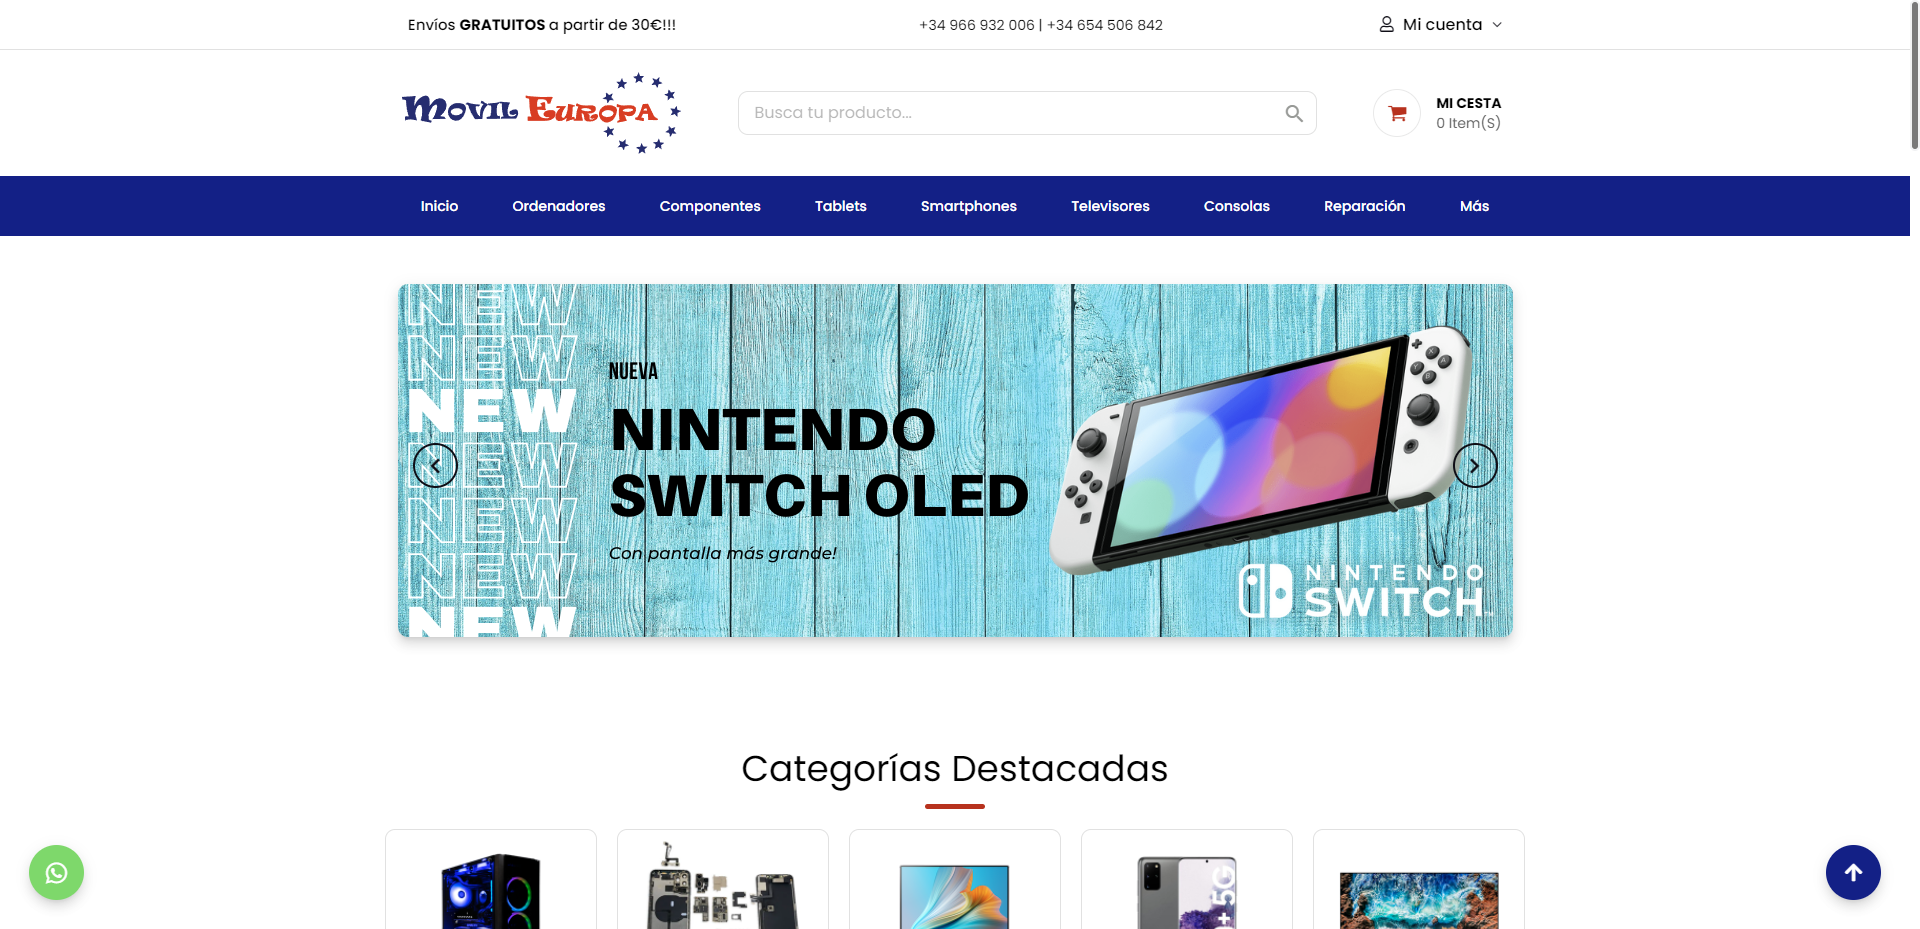 Envíos GRATUITOS a partir de 30€!!!
+34 966 932 006 | +34 654 506 842
Mi cuenta
Movil Europa
Busca tu producto...
MI CESTA
0 Item(S)
Inicio
Ordenadores
Componentes
Tablets
Smartphones
Televisores
Consolas
Reparación
Más
NEW
NEW
NEW
NEW
NEW
NEW
NEW
NUEVA
NINTENDO
SWITCH OLED
Con pantalla más grande!
NINTENDO
SWITCH
Categorías Destacadas
+ 5G